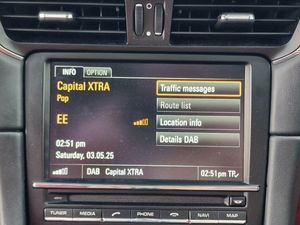 INFO OPTION
Capital XTRA
Pop
Traffic messages
Route list
EE
Location info
02:51 pm
Details DAB
Saturday, 03.05.25
DAB Capital XTRA 02:51 pm TP
TUNER MEDIA PHONE NAVI MAP